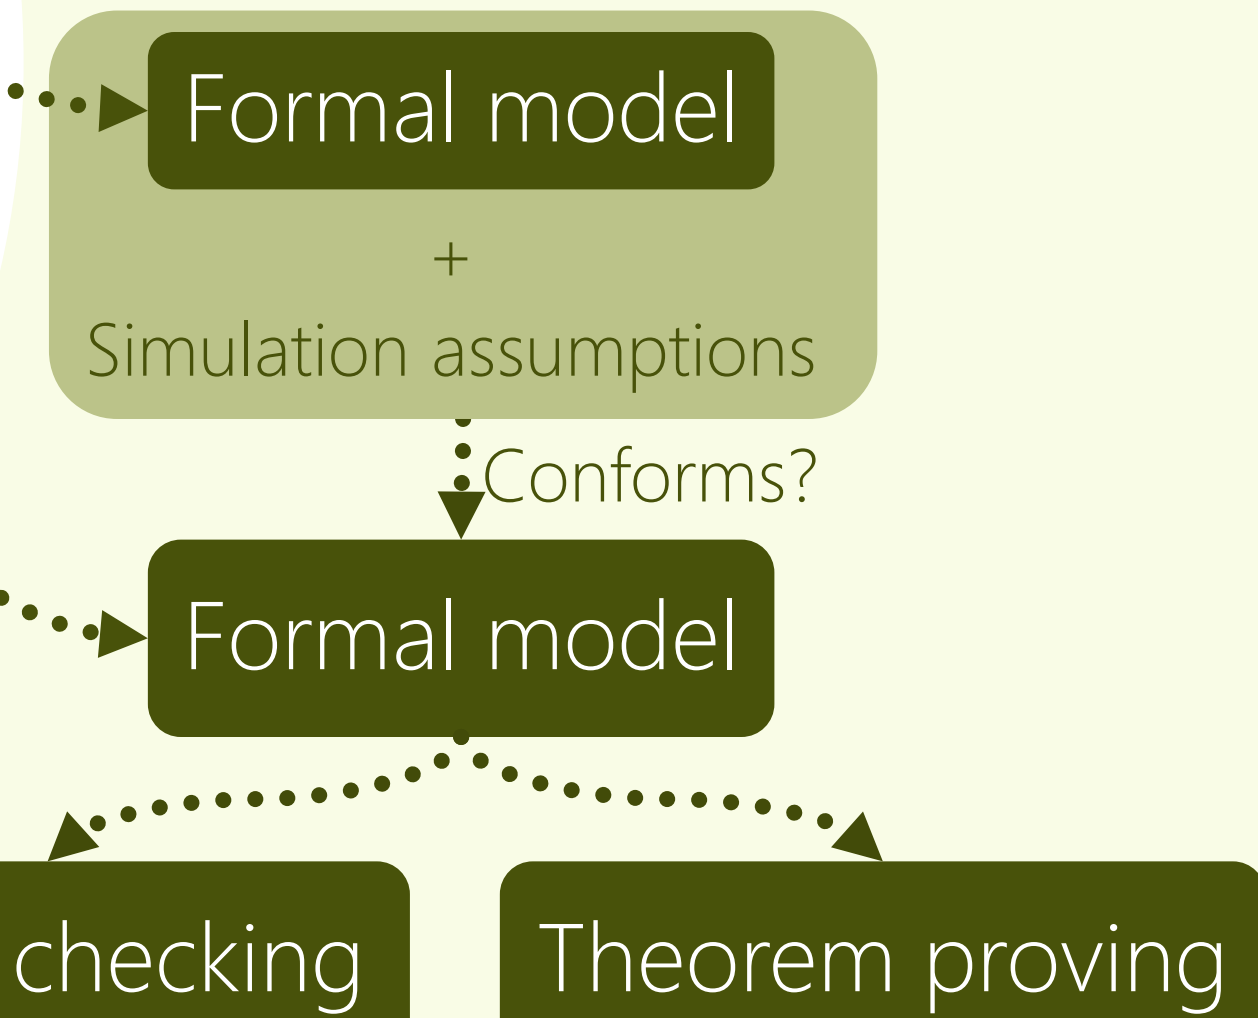 Formal model
+
Simulation assumptions
Conforms?
Formal model
checking
Theorem proving